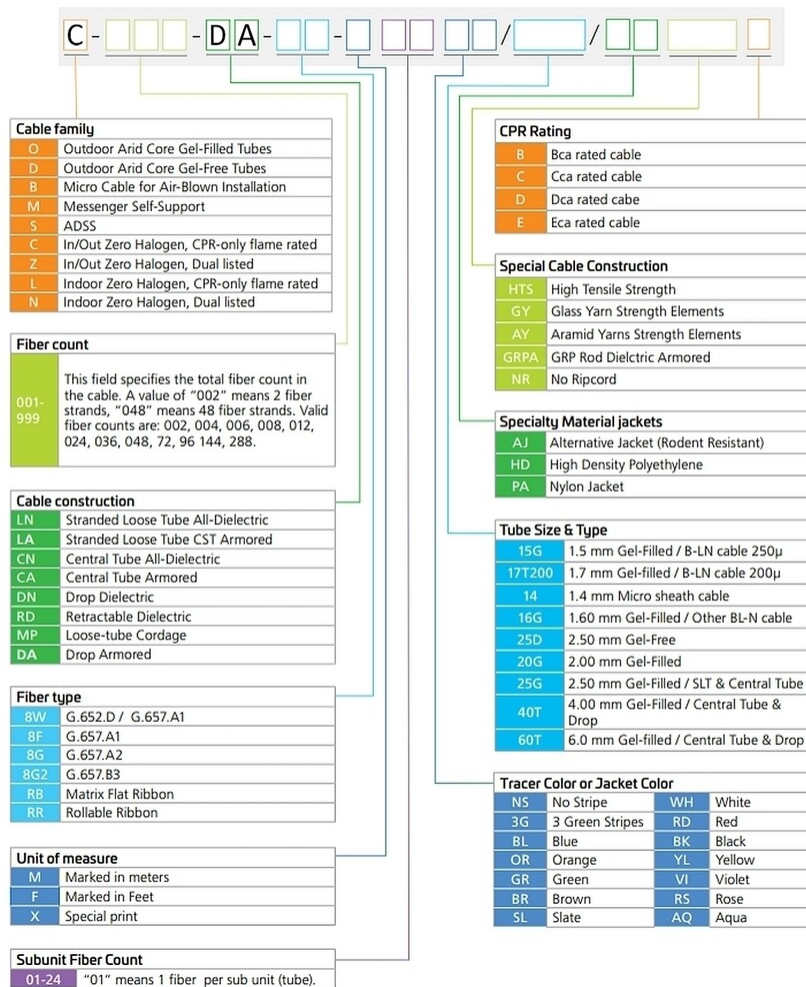 C - - DA - - / /
Cable family
O Outdoor Arid Core Gel-Filled Tubes
D Outdoor Arid Core Gel-Free Tubes
B Micro Cable for Air-Blown Installation
M Messenger Self-Support
S ADSS
C In/Out Zero Halogen, CPR-only flame rated
Z In/Out Zero Halogen, Dual listed
L Indoor Zero Halogen, CPR-only flame rated
N Indoor Zero Halogen, Dual listed
Fiber count
001-
999
This field specifies the total fiber count in
the cable. A value of “002” means 2 fiber
strands, “048” means 48 fiber strands. Valid
fiber counts are: 002, 004, 006, 008, 012,
024, 036, 048, 72, 96 144, 288.
Cable construction
LN Stranded Loose Tube All-Dielectric
LA Stranded Loose Tube CST Armored
CN Central Tube All-Dielectric
CA Central Tube Armored
DN Drop Dielectric
RD Retractable Dielectric
MP Loose-tube Cordage
DA Drop Armored
Fiber type
8W G.652.D / G.657.A1
8F G.657.A1
8G G.657.A2
8G2 G.657.B3
RB Matrix Flat Ribbon
RR Rollable Ribbon
Unit of measure
M Marked in meters
F Marked in Feet
X Special print
Subunit Fiber Count
01-24 “01” means 1 fiber per sub unit (tube).
CPR Rating
B Bca rated cable
C Cca rated cable
D Dca rated cabe
E Eca rated cable
Special Cable Construction
HTS High Tensile Strength
GY Glass Yarn Strength Elements
AY Aramid Yarns Strength Elements
GRPA GRP Rod Dielctric Armored
NR No Ripcord
Specialty Material jackets
AJ Alternative Jacket (Rodent Resistant)
HD High Density Polyethylene
PA Nylon Jacket
Tube Size & Type
15G 1.5 mm Gel-Filled / B-LN cable 250µ
17T200 1.7 mm Gel-filled / B-LN cable 200µ
14 1.4 mm Micro sheath cable
16G 1.60 mm Gel-Filled / Other BL-N cable
25D 2.50 mm Gel-Free
20G 2.00 mm Gel-Filled
25G 2.50 mm Gel-Filled / SLT & Central Tube
40T 4.00 mm Gel-Filled / Central Tube &
Drop
60T 6.0 mm Gel-filled / Central Tube & Drop
Tracer Color or Jacket Color
NS No Stripe WH White
3G 3 Green Stripes RD Red
BL Blue BK Black
OR Orange YL Yellow
GR Green VI Violet
BR Brown RS Rose
SL Slate AQ Aqua